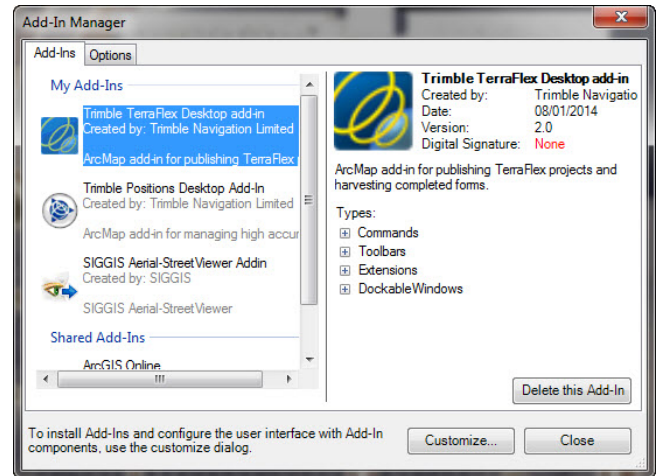 Add-In Manager
Add-Ins
Options
My Add-Ins
Trimble TerraFlex Desktop add-in
Created by: Trimble Navigation Limited
ArcMap add-in for publishing TerraFlex
Trimble Positions Desktop Add-In
Created by: Trimble Navigation Limited
ArcMap add-in for managing high accur
SIGGIS Aerial-StreetViewer Addin
Created by: SIGGIS
SIGGIS Aerial-StreetViewer
Shared Add-Ins
ArcGIS Online
Trimble TerraFlex Desktop add-in
Created by: Trimble Navigatio
Date: 08/01/2014
Version: 2.0
Digital Signature: None
ArcMap add-in for publishing TerraFlex projects and
harvesting completed forms.
Types:
Commands
Toolbars
Extensions
DockableWindows
Delete this Add-In
To install Add-Ins and configure the user interface with Add-In
components, use the customize dialog.
Customize...
Close